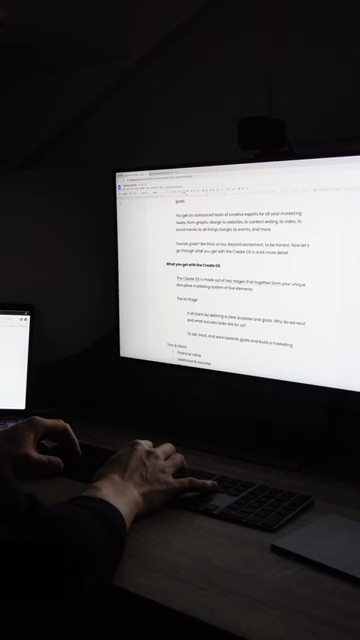 goals.
You get an outsourced team of creative experts for all your marketing
needs, from graphic design to websites, to content writing to video, to
social media, to all things Google, to events, and more.
Sounds great? We think so too. Beyond excitement, to be honest. Now let's
go through what you get with the Create OS in a bit more detail.
What you get with the Create OS
The Create OS is made out of two stages that together form your unique
disruptive marketing system of five elements.
The 1st Stage
It all starts by defining a clear purpose and goals. Why do we exist
and what success looks like for us?
To set, track, and work towards goals and build a marketing
Financial value
Likelihood to success